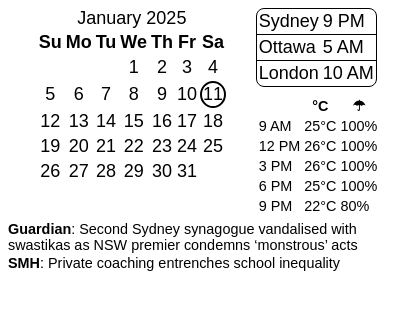 January 2025
Su Mo Tu We Th Fr Sa
1 2 3 4
5 6 7 8 9 10 11
12 13 14 15 16 17 18
19 20 21 22 23 24 25
26 27 28 29 30 31
Sydney 9 PM
Ottawa 5 AM
London 10 AM
°C ☂
9 AM 25°C 100%
12 PM 26°C 100%
3 PM 26°C 100%
6 PM 25°C 100%
9 PM 22°C 80%
Guardian: Second Sydney synagogue vandalised with
swastikas as NSW premier condemns ‘monstrous’ acts
SMH: Private coaching entrenches school inequality